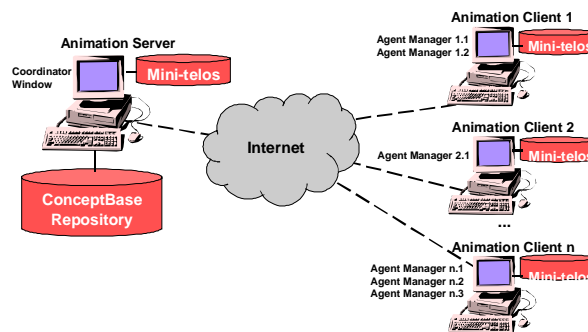 Animation Server
Coordinator
Window
Mini-telos
ConceptBase
Repository
Internet
Animation Client 1
Agent Manager 1.1
Agent Manager 1.2
Mini-telos
Animation Client 2
Agent Manager 2.1
Mini-telos
...
Animation Client n
Agent Manager n.1
Agent Manager n.2
Agent Manager n.3
Mini-telos